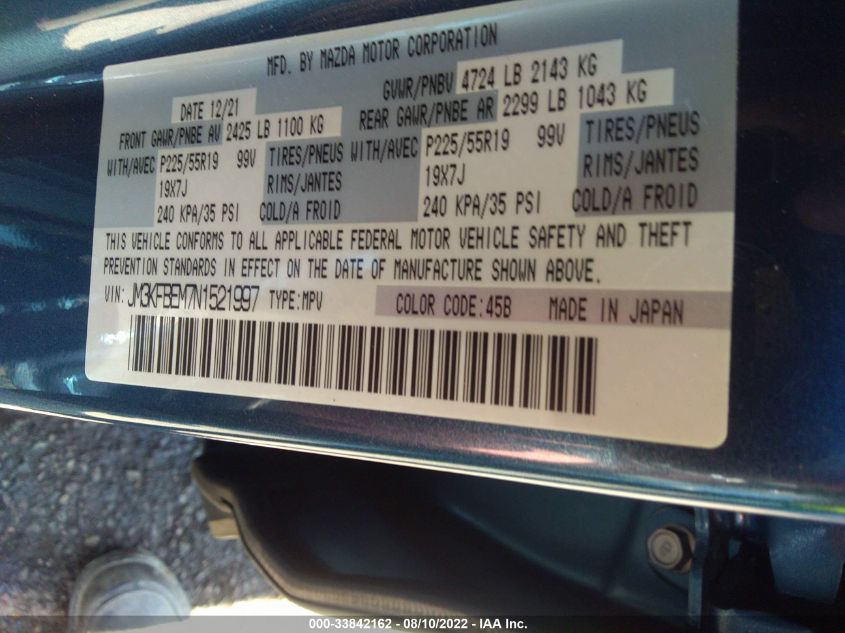 MFD. BY MAZDA MOTOR CORPORATION
DATE 12/21 GVWR/PNBV 4724 LB 2143 KG
FRONT GAWR/PNBE AV 2425 LB 1100 KG REAR GAWR/PNBE AR 2299 LB 1043 KG
WITH/AVEC P225/55R19 99V TIRES/PNEUS WITH/AVEC P225/55R19 99V TIRES/PNEUS
19X7J RIMS/JANTES 19X7J RIMS/JANTES
240 KPA/35 PSI COLD/A FROID 240 KPA/35 PSI COLD/A FROID
THIS VEHICLE CONFORMS TO ALL APPLICABLE FEDERAL MOTOR VEHICLE SAFETY AND THEFT
PREVENTION STANDARDS IN EFFECT ON THE DATE OF MANUFACTURE SHOWN ABOVE.
VIN: JM3KFBEM7N1521997 TYPE:MPV COLOR CODE:45B MADE IN JAPAN
000-33842162 - 08/10/2022 - IAA Inc.